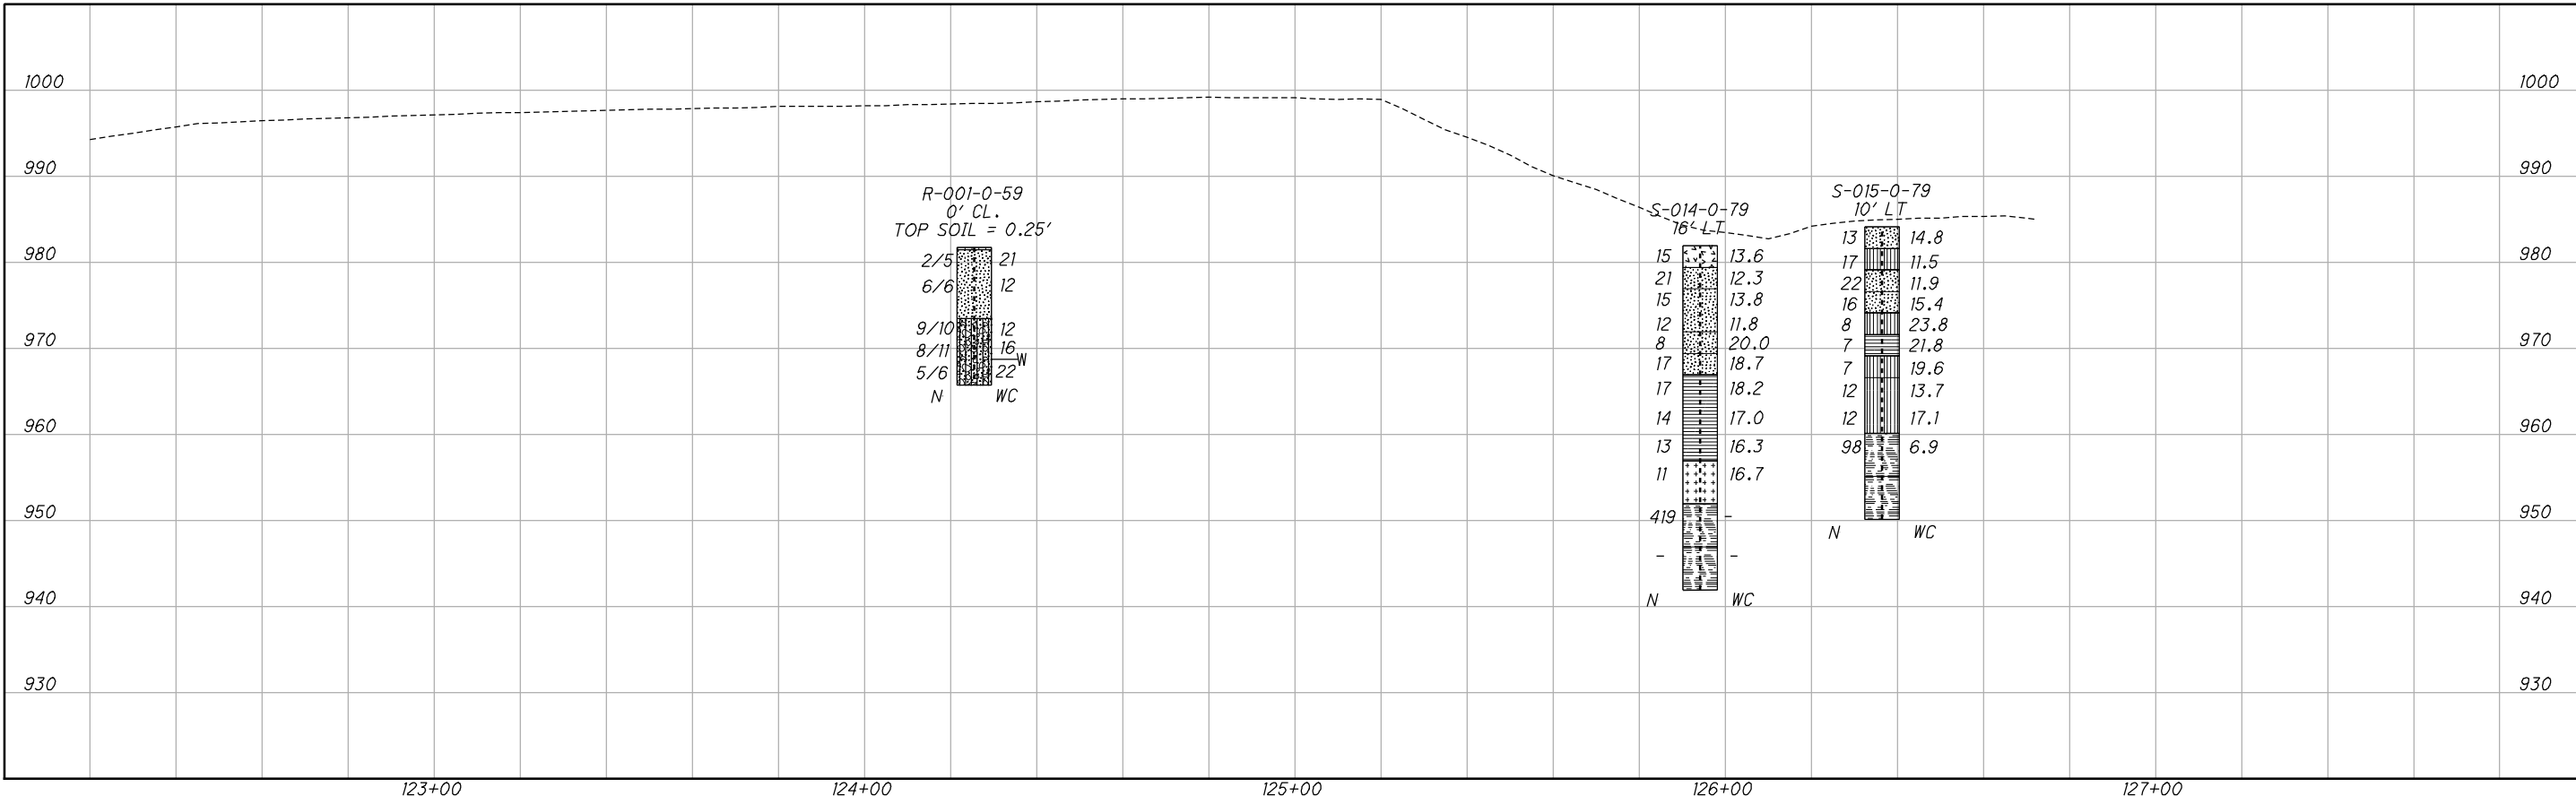 1000 1000
990 990
980 980
970 970
960 960
950 950
940 940
930 930
R-001-0-59
0' CL.
TOP SOIL = 0.25'
2/5 21
6/6 12
9/10 12
8/11 16
W
5/6 22
N WC
S-014-0-79
16' LT
15 13.6
21 12.3
15 13.8
12 11.8
8 20.0
17 18.7
17 18.2
14 17.0
13 16.3
11 16.7
419 -
- -
N WC
S-015-0-79
10' LT
13 14.8
17 11.5
22 11.9
16 15.4
8 23.8
7 21.8
7 19.6
12 13.7
12 17.1
98 6.9
N WC
123+00 124+00 125+00 126+00 127+00